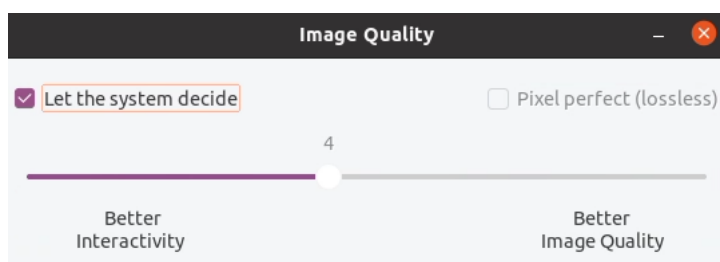 Image Quality
Let the system decide
Pixel perfect (lossless)
4
Better
Interactivity
Better
Image Quality